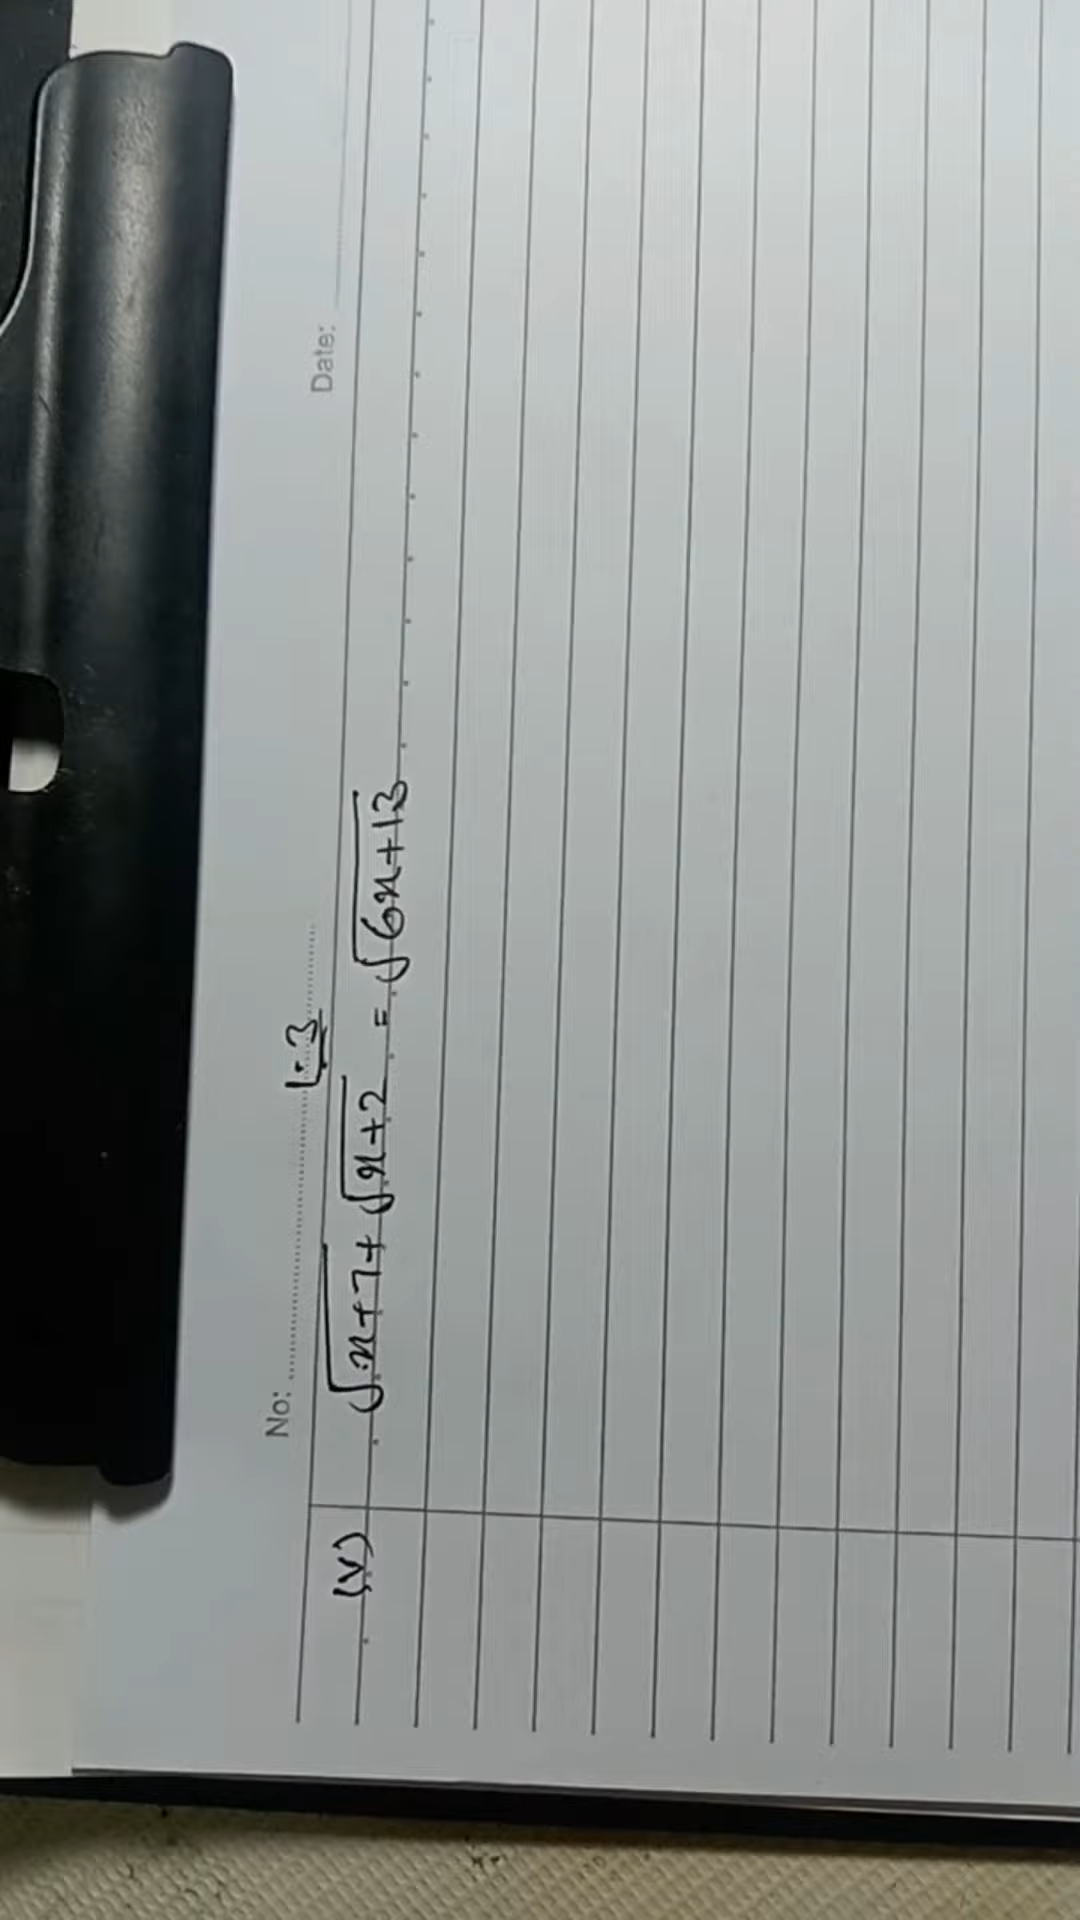 No: 1.3 Date:
(v) √x+7 + √x+2 = √6x+13